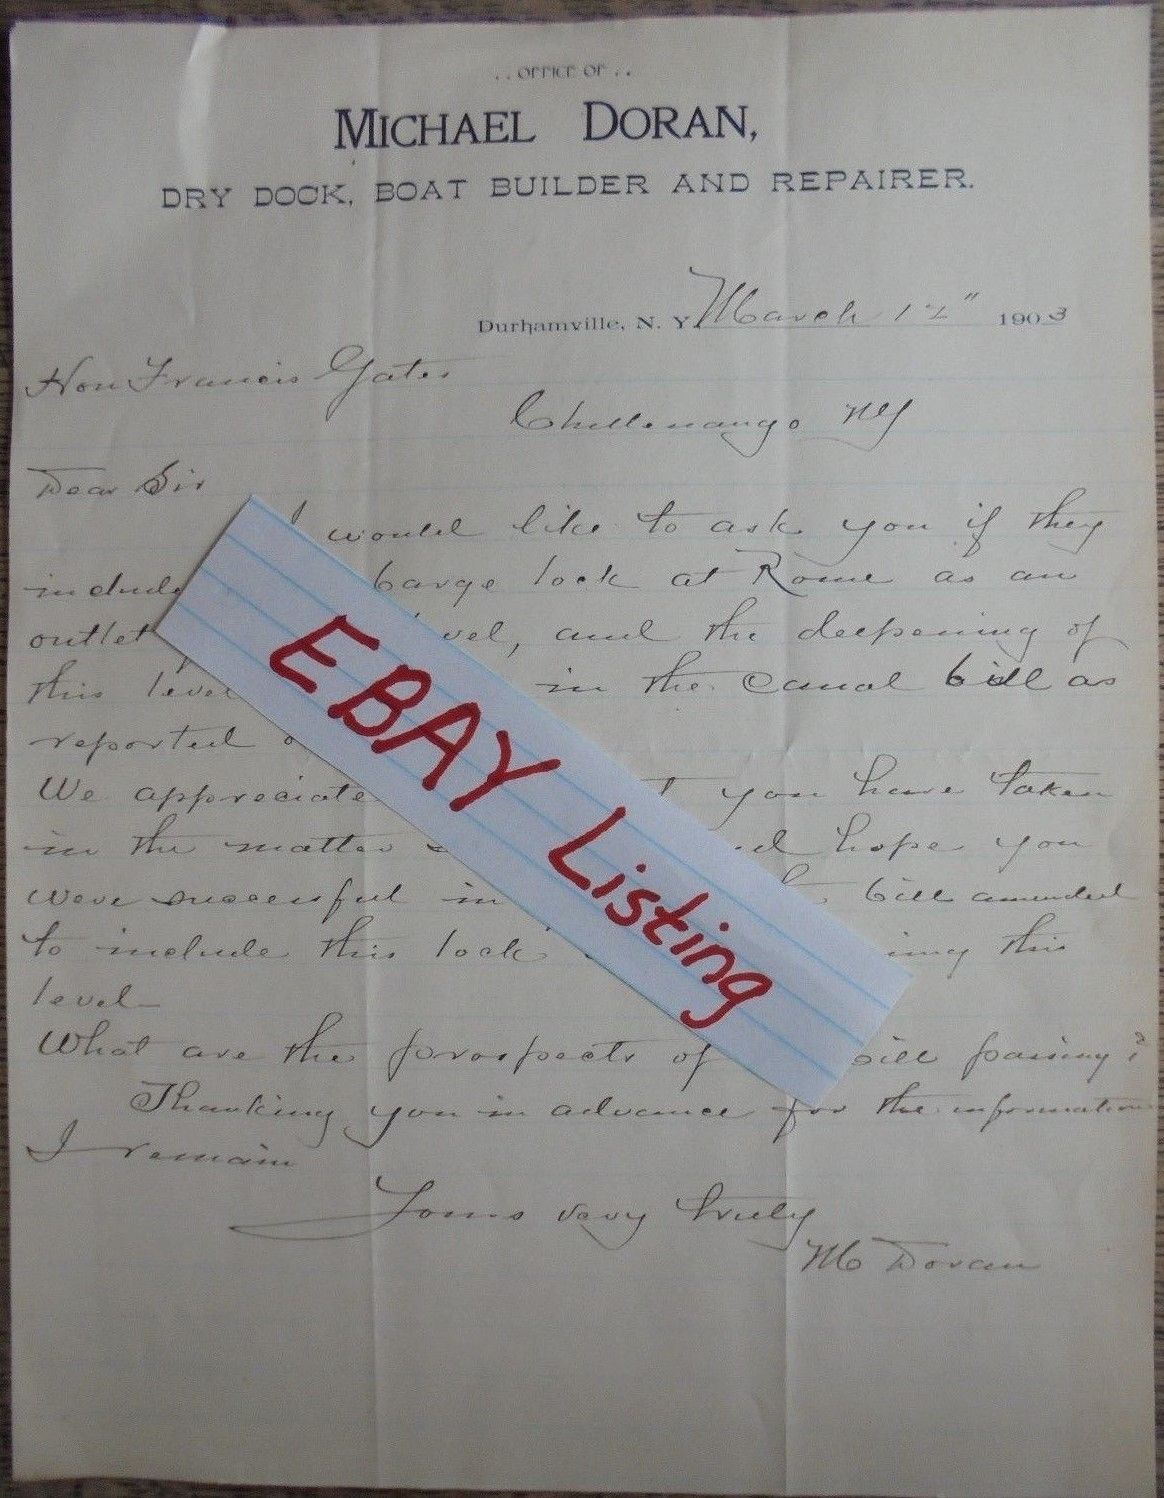 .. OFFICE OF ..
MICHAEL DORAN,
DRY DOCK, BOAT BUILDER AND REPAIRER.
Durhamville, N. Y. March 12" 1903
Hon Francis Gates
Chittenango NY
Dear Sir
I would like to ask you if they
include barge lock at Rome as an
outlet vel, and the deepening of
this level in the Canal bill as
reported
We appreciate you have taken
in the matter hope you
were successful in bill amended
to include this lock this
level
What are the prospects of bill passing?
Thanking you in advance for the information
I remain
Yours very truly
M Doran
EBAY Listing